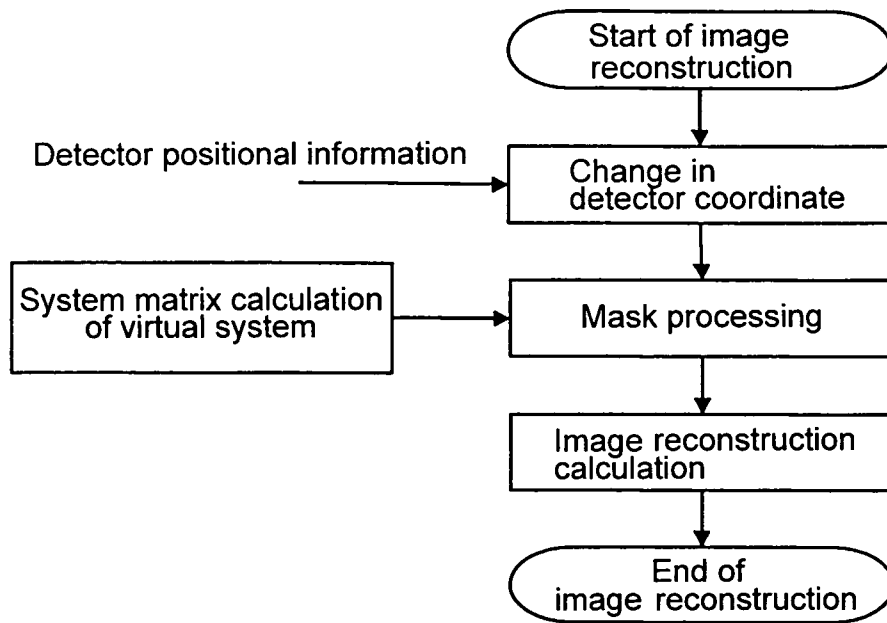 Start of image
reconstruction
Detector positional information
Change in
detector coordinate
System matrix calculation
of virtual system
Mask processing
Image reconstruction
calculation
End of
image reconstruction